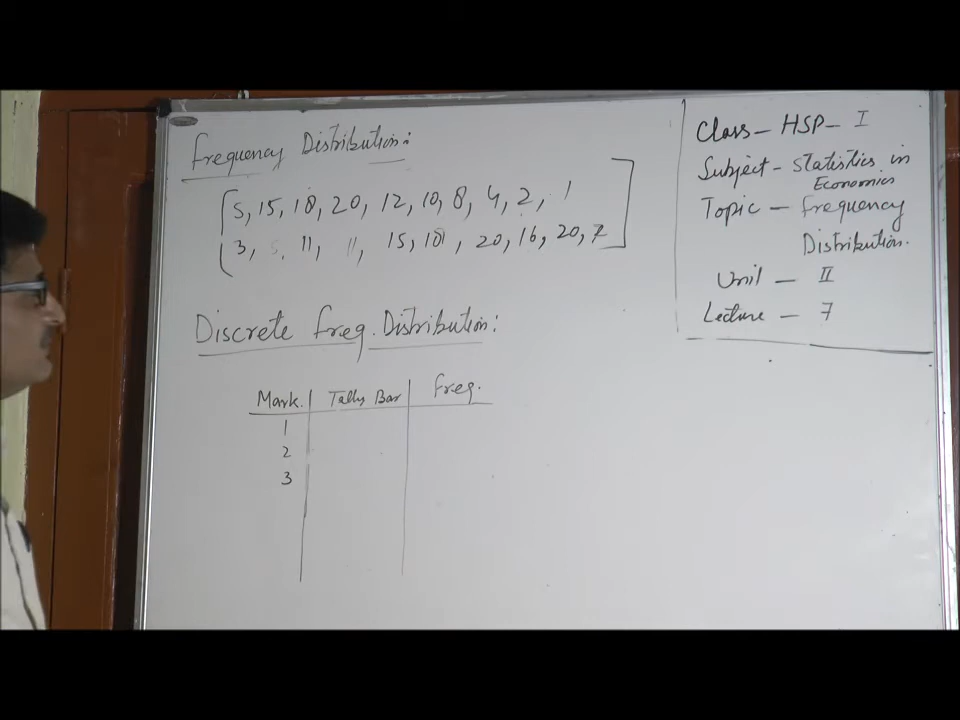 Frequency Distribution:
5, 15, 18, 20, 12, 10, 8, 4, 2, 1
3, 5, 11, 11, 15, 10, 20, 16, 20, 7
Discrete Freq. Distribution:
Mark. Tally Bar Freq.
1
2
3
Class - HSP - I
Subject - Statistics in
Economics
Topic - Frequency
Distribution.
Unit - II
Lecture - 7